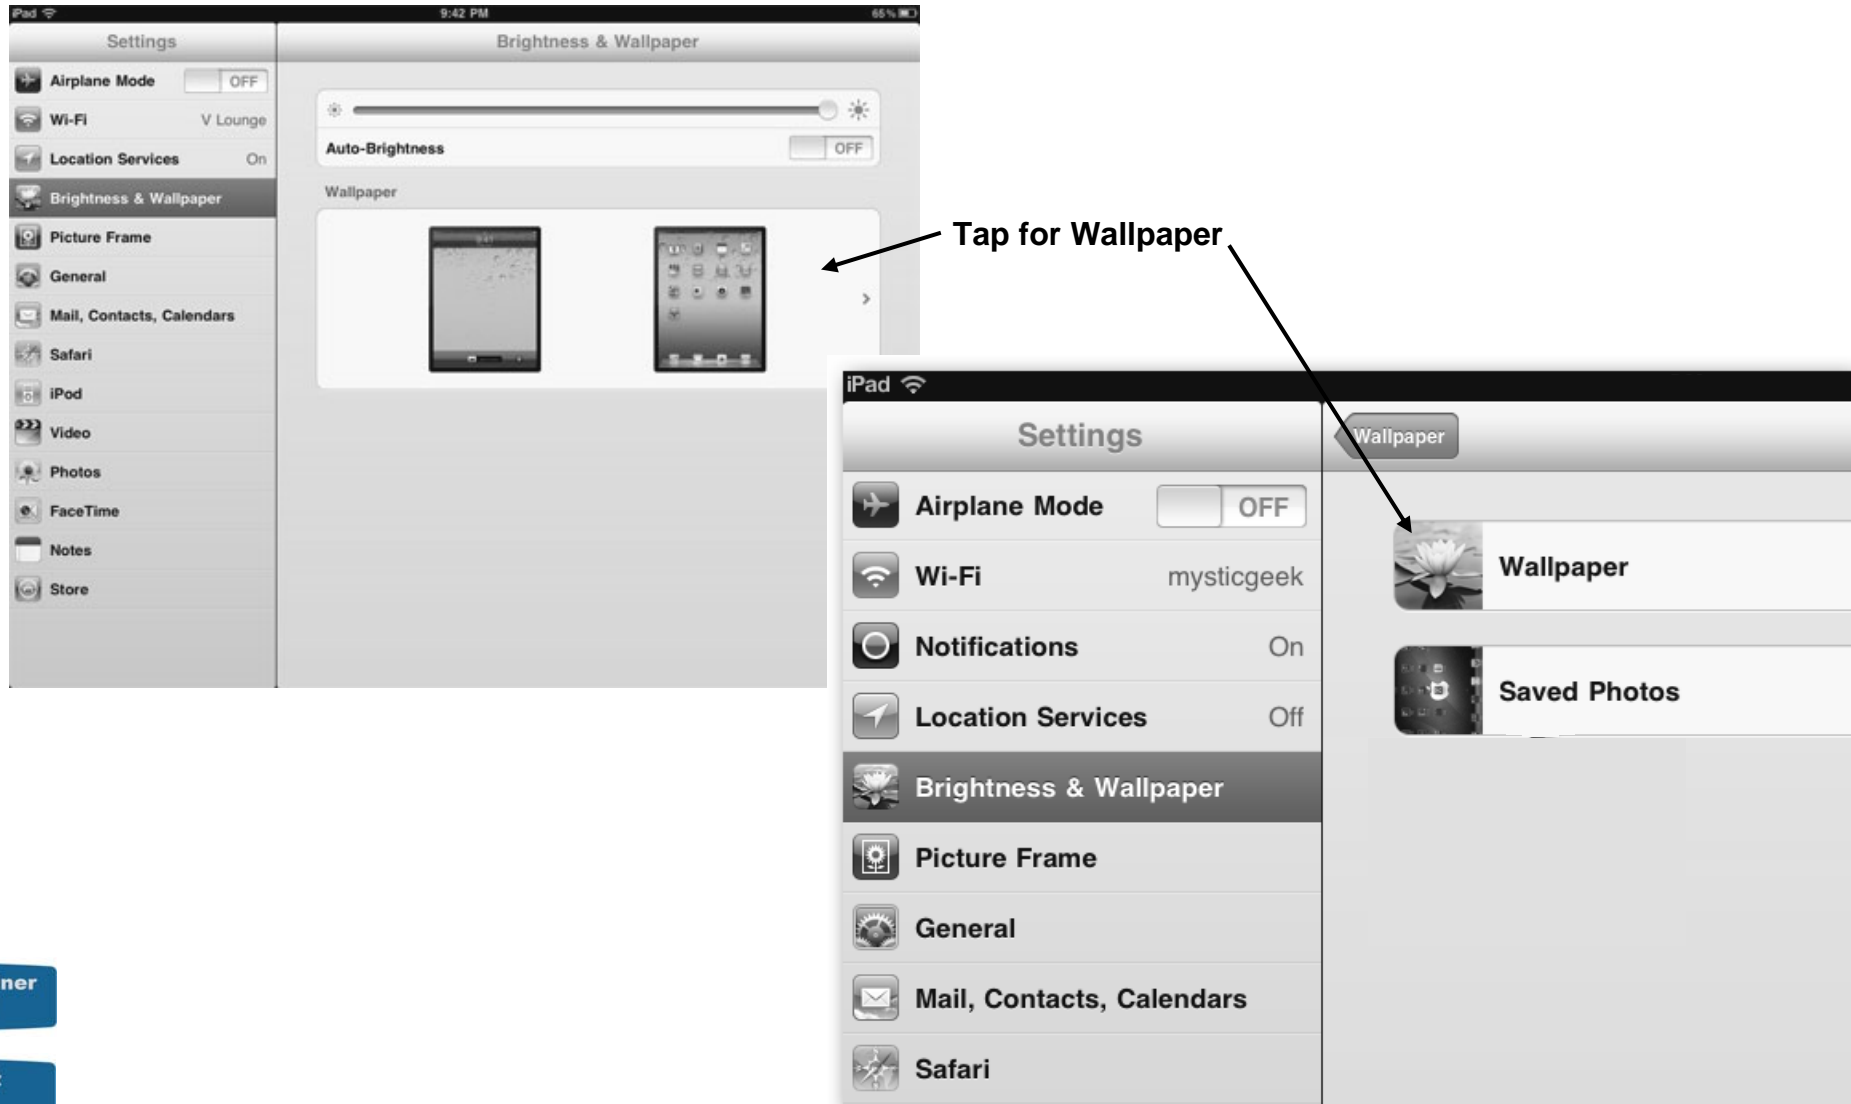 iPad 9:42 PM 65%
Settings
Brightness & Wallpaper
Airplane Mode OFF
Wi-Fi V Lounge
Location Services On
Brightness & Wallpaper
Picture Frame
General
Mail, Contacts, Calendars
Safari
iPod
Video
Photos
FaceTime
Notes
Store
Auto-Brightness OFF
Wallpaper
9:41
Tap for Wallpaper
iPad
Settings
Wallpaper
Airplane Mode OFF
Wi-Fi mysticgeek
Notifications On
Location Services Off
Brightness & Wallpaper
Picture Frame
General
Mail, Contacts, Calendars
Safari
Wallpaper
Saved Photos
ner